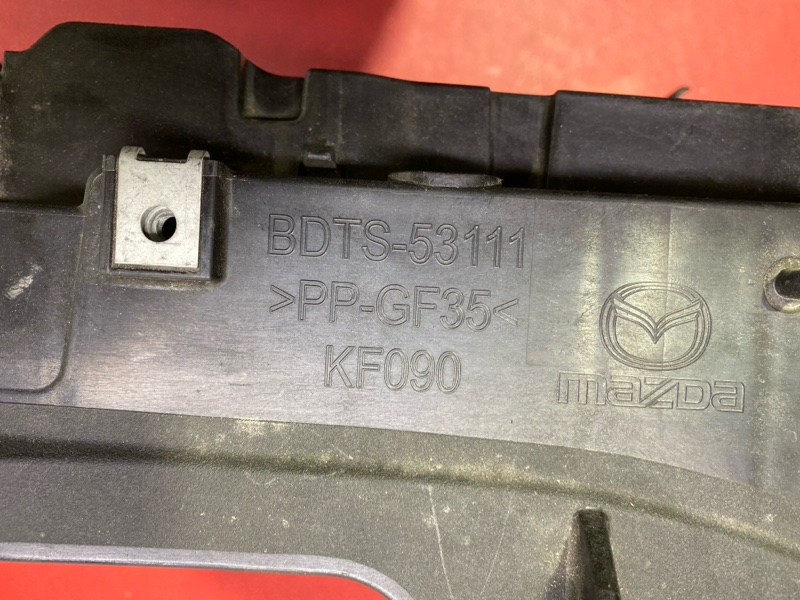 BDTS-53111
>PP-GF35<
KF090
mazda